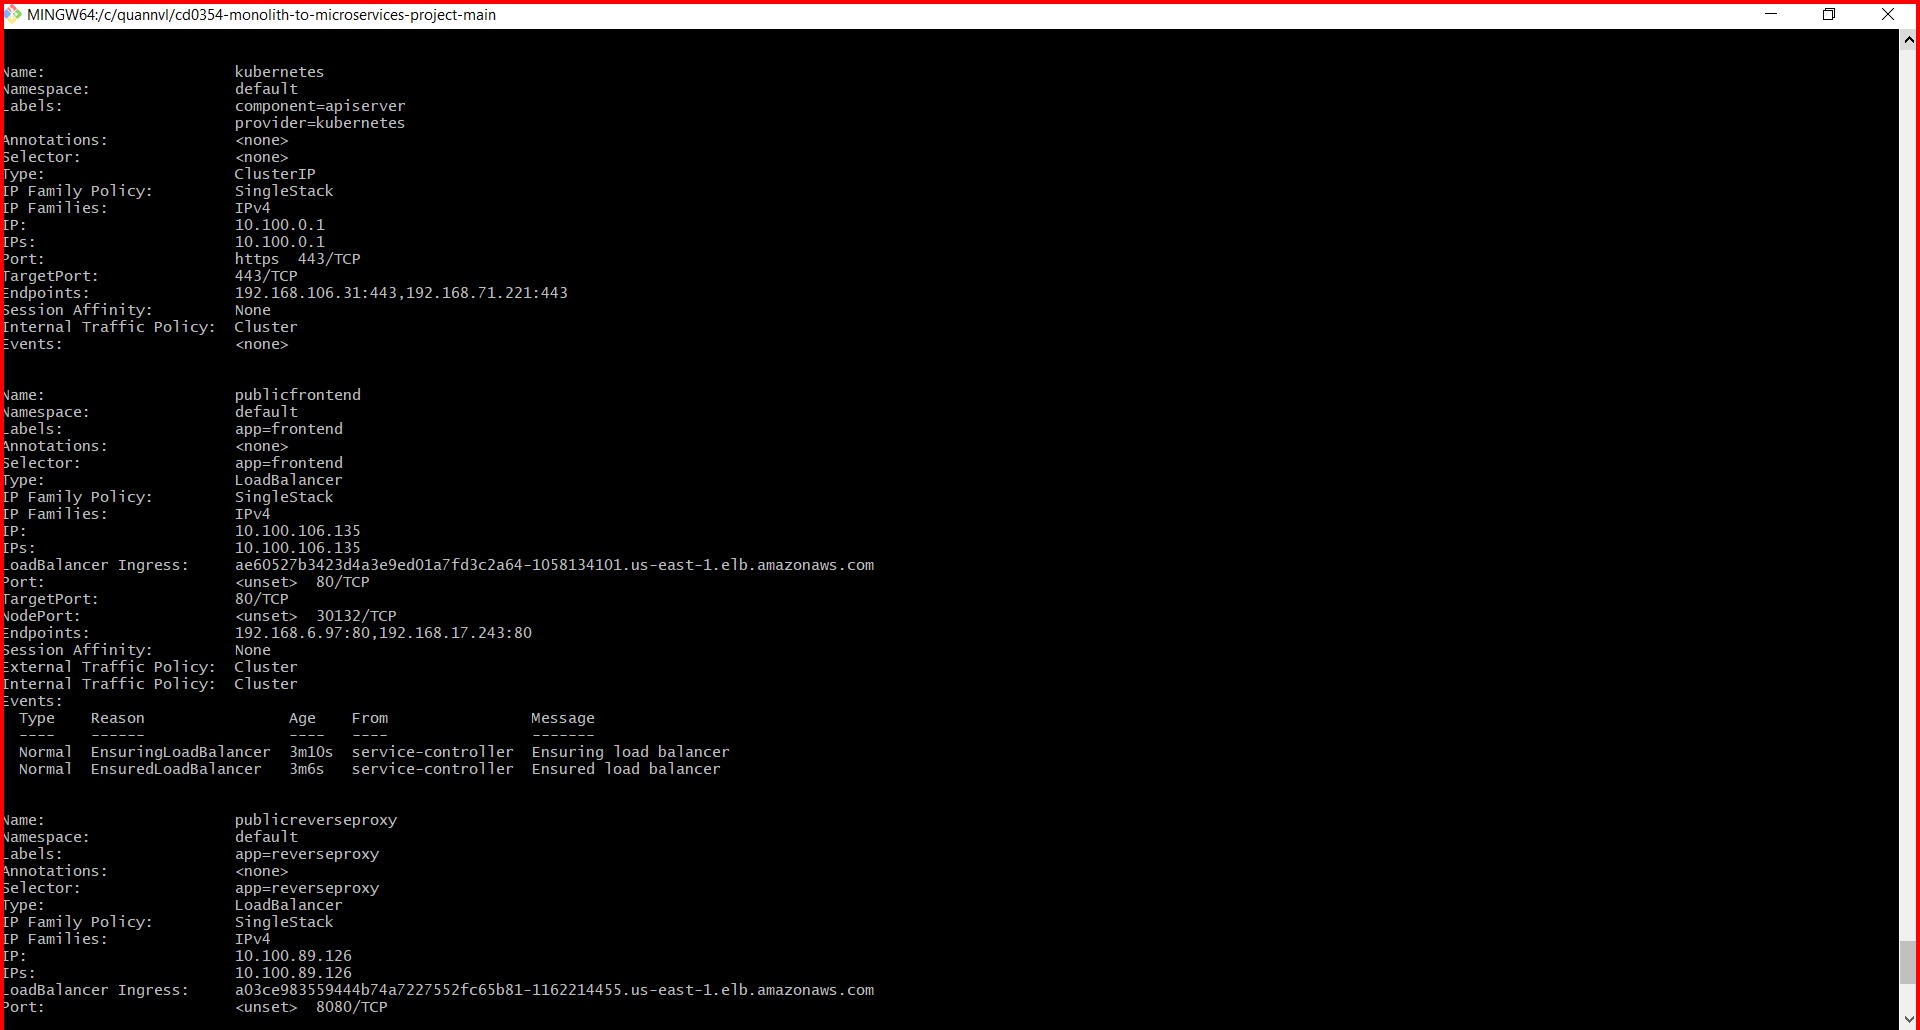 MINGW64:/c/quannvl/cd0354-monolith-to-microservices-project-main
Name: kubernetes
Namespace: default
Labels: component=apiserver
provider=kubernetes
Annotations: <none>
Selector: <none>
Type: ClusterIP
IP Family Policy: SingleStack
IP Families: IPv4
IP: 10.100.0.1
IPs: 10.100.0.1
Port: https  443/TCP
TargetPort: 443/TCP
Endpoints: 192.168.106.31:443,192.168.71.221:443
Session Affinity: None
Internal Traffic Policy: Cluster
Events: <none>
Name: publicfrontend
Namespace: default
Labels: app=frontend
Annotations: <none>
Selector: app=frontend
Type: LoadBalancer
IP Family Policy: SingleStack
IP Families: IPv4
IP: 10.100.106.135
IPs: 10.100.106.135
LoadBalancer Ingress: ae60527b3423d4a3e9ed01a7fd3c2a64-1058134101.us-east-1.elb.amazonaws.com
Port: <unset>  80/TCP
TargetPort: 80/TCP
NodePort: <unset>  30132/TCP
Endpoints: 192.168.6.97:80,192.168.17.243:80
Session Affinity: None
External Traffic Policy: Cluster
Internal Traffic Policy: Cluster
Events:
Type Reason Age From Message
---- ------ ---- ---- -------
Normal EnsuringLoadBalancer 3m10s service-controller Ensuring load balancer
Normal EnsuredLoadBalancer 3m6s service-controller Ensured load balancer
Name: publicreverseproxy
Namespace: default
Labels: app=reverseproxy
Annotations: <none>
Selector: app=reverseproxy
Type: LoadBalancer
IP Family Policy: SingleStack
IP Families: IPv4
IP: 10.100.89.126
IPs: 10.100.89.126
LoadBalancer Ingress: a03ce983559444b74a7227552fc65b81-1162214455.us-east-1.elb.amazonaws.com
Port: <unset>  8080/TCP